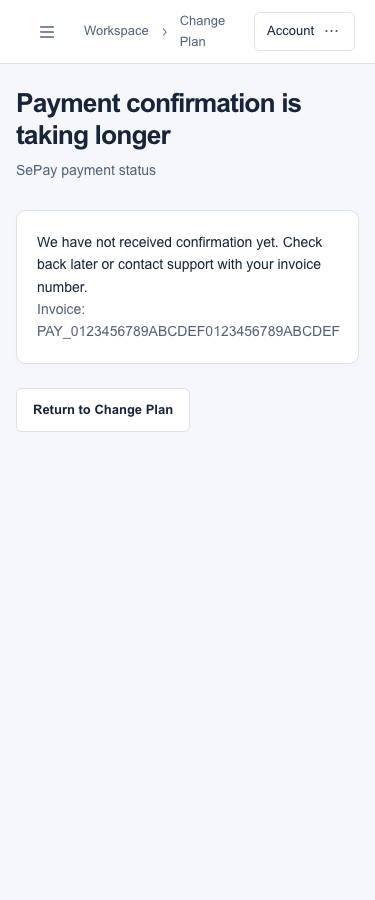 Workspace
Change
Plan
Account ...
Payment confirmation is
taking longer
SePay payment status
We have not received confirmation yet. Check
back later or contact support with your invoice
number.
Invoice:
PAY_0123456789ABCDEF0123456789ABCDEF
Return to Change Plan